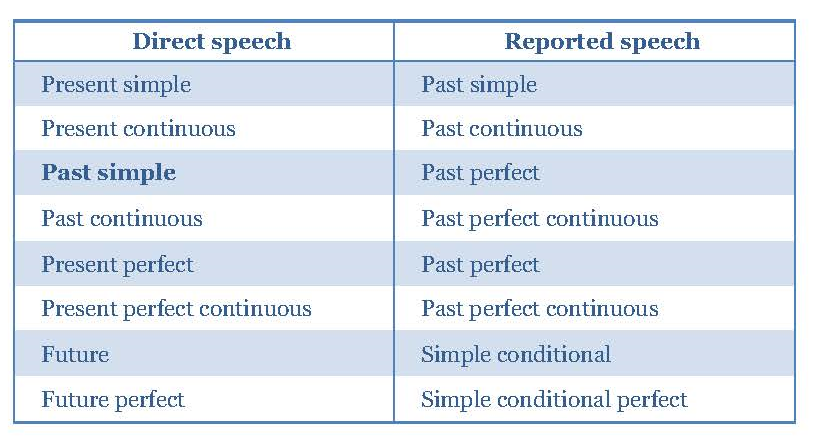 Direct speech Reported speech
Present simple Past simple
Present continuous Past continuous
Past simple Past perfect
Past continuous Past perfect continuous
Present perfect Past perfect
Present perfect continuous Past perfect continuous
Future Simple conditional
Future perfect Simple conditional perfect